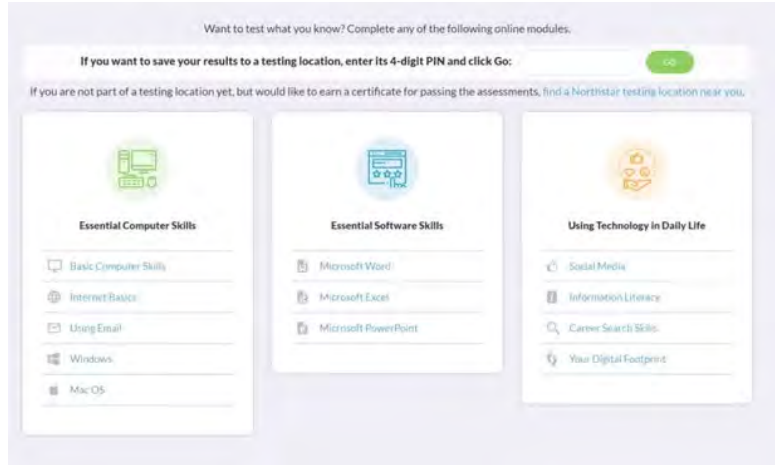 Want to test what you know? Complete any of the following online modules.
If you want to save your results to a testing location, enter its 4-digit PIN and click Go:
GO
If you are not part of a testing location yet, but would like to earn a certificate for passing the assessments, find a Northstar testing location near you.
Essential Computer Skills
Basic Computer Skills
Internet Basics
Using Email
Windows
Mac OS
Essential Software Skills
Microsoft Word
Microsoft Excel
Microsoft PowerPoint
Using Technology in Daily Life
Social Media
Information Literacy
Career Search Skills
Your Digital Footprint